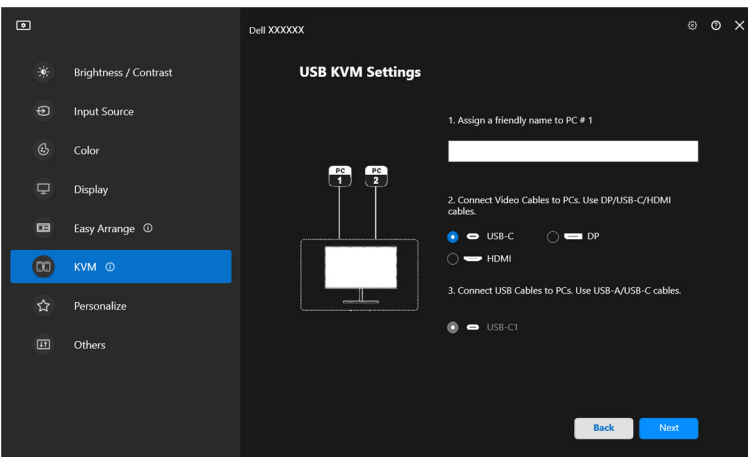 Dell XXXXXX
Brightness / Contrast
Input Source
Color
Display
Easy Arrange
KVM
Personalize
Others
USB KVM Settings
PC
1
PC
2
1. Assign a friendly name to PC # 1
2. Connect Video Cables to PCs. Use DP/USB-C/HDMI
cables.
USB-C
DP
HDMI
3. Connect USB Cables to PCs. Use USB-A/USB-C cables.
USB-C1
Back
Next